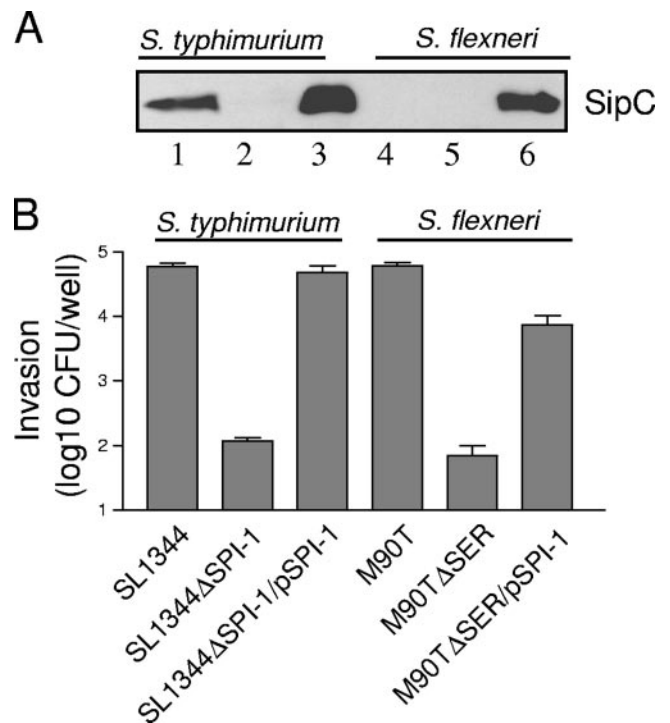 A
S. typhimurium S. flexneri
SipC
1 2 3 4 5 6
B
S. typhimurium S. flexneri
Invasion
(log10 CFU/well)
5
4
3
2
1
SL1344
SL1344ΔSPI-1
SL1344ΔSPI-1/pSPI-1
M90T
M90TΔSER
M90TΔSER/pSPI-1